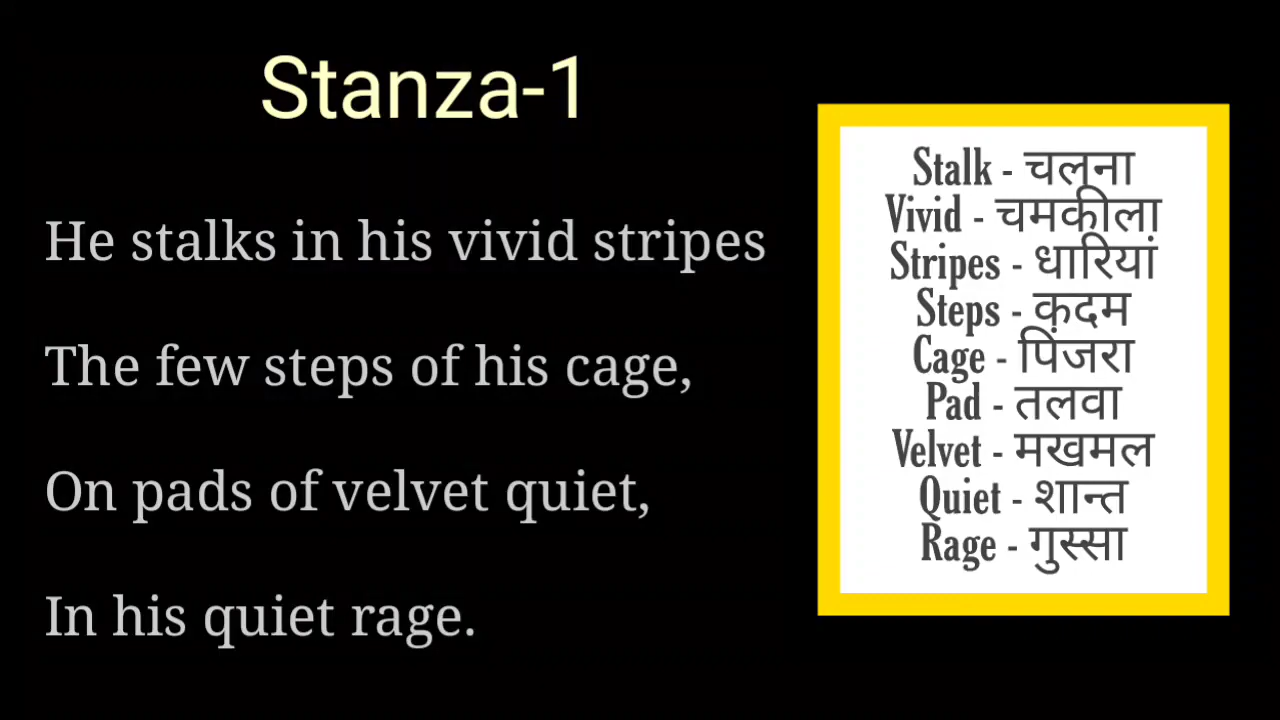 Stanza-1
He stalks in his vivid stripes
The few steps of his cage,
On pads of velvet quiet,
In his quiet rage.
Stalk - चलना
Vivid - चमकीला
Stripes - धारियां
Steps - क़दम
Cage - पिंजरा
Pad - तलवा
Velvet - मखमल
Quiet - शान्त
Rage - गुस्सा